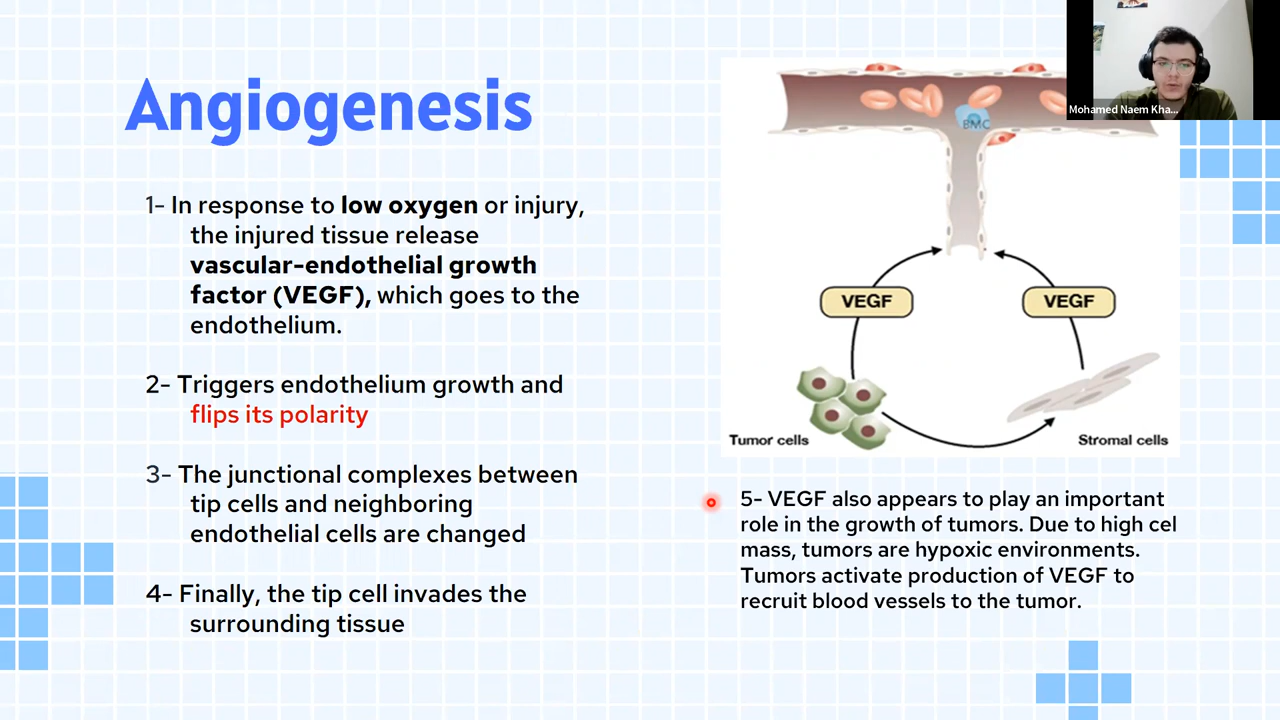 Angiogenesis
1- In response to low oxygen or injury,
the injured tissue release
vascular-endothelial growth
factor (VEGF), which goes to the
endothelium.
2- Triggers endothelium growth and
flips its polarity
3- The junctional complexes between
tip cells and neighboring
endothelial cells are changed
4- Finally, the tip cell invades the
surrounding tissue
Mohamed Naem Kha...
BMC
VEGF
VEGF
Tumor cells
Stromal cells
5- VEGF also appears to play an important
role in the growth of tumors. Due to high cel
mass, tumors are hypoxic environments.
Tumors activate production of VEGF to
recruit blood vessels to the tumor.